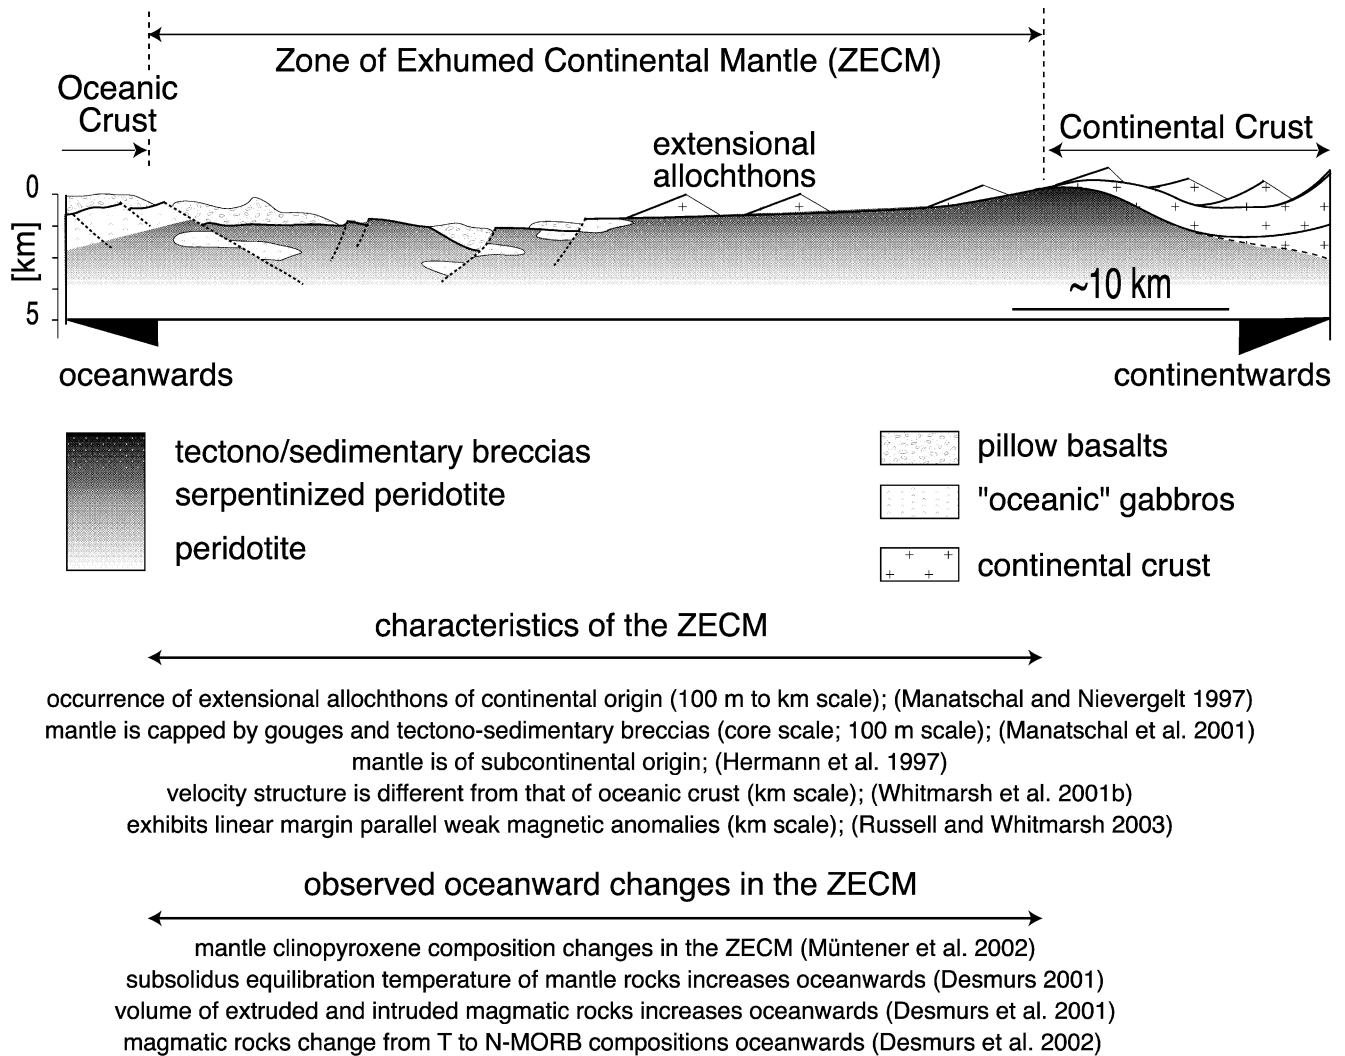 Zone of Exhumed Continental Mantle (ZECM)
Oceanic
Crust
Continental Crust
extensional
allochthons
0
[km]
5
~10 km
oceanwards
continentwards
tectono/sedimentary breccias
serpentinized peridotite
peridotite
pillow basalts
"oceanic" gabbros
continental crust
characteristics of the ZECM
occurrence of extensional allochthons of continental origin (100 m to km scale); (Manatschal and Nievergelt 1997)
mantle is capped by gouges and tectono-sedimentary breccias (core scale; 100 m scale); (Manatschal et al. 2001)
mantle is of subcontinental origin; (Hermann et al. 1997)
velocity structure is different from that of oceanic crust (km scale); (Whitmarsh et al. 2001b)
exhibits linear margin parallel weak magnetic anomalies (km scale); (Russell and Whitmarsh 2003)
observed oceanward changes in the ZECM
mantle clinopyroxene composition changes in the ZECM (Müntener et al. 2002)
subsolidus equilibration temperature of mantle rocks increases oceanwards (Desmurs 2001)
volume of extruded and intruded magmatic rocks increases oceanwards (Desmurs et al. 2001)
magmatic rocks change from T to N-MORB compositions oceanwards (Desmurs et al. 2002)